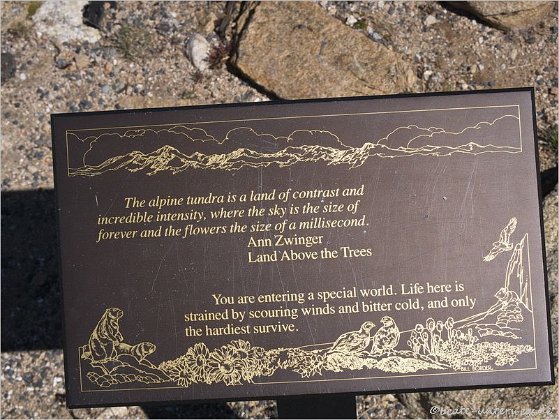 The alpine tundra is a land of contrast and
incredible intensity, where the sky is the size of
forever and the flowers the size of a millisecond.
Ann Zwinger
Land Above the Trees
You are entering a special world. Life here is
strained by scouring winds and bitter cold, and only
the hardiest survive.
BILL BORDER